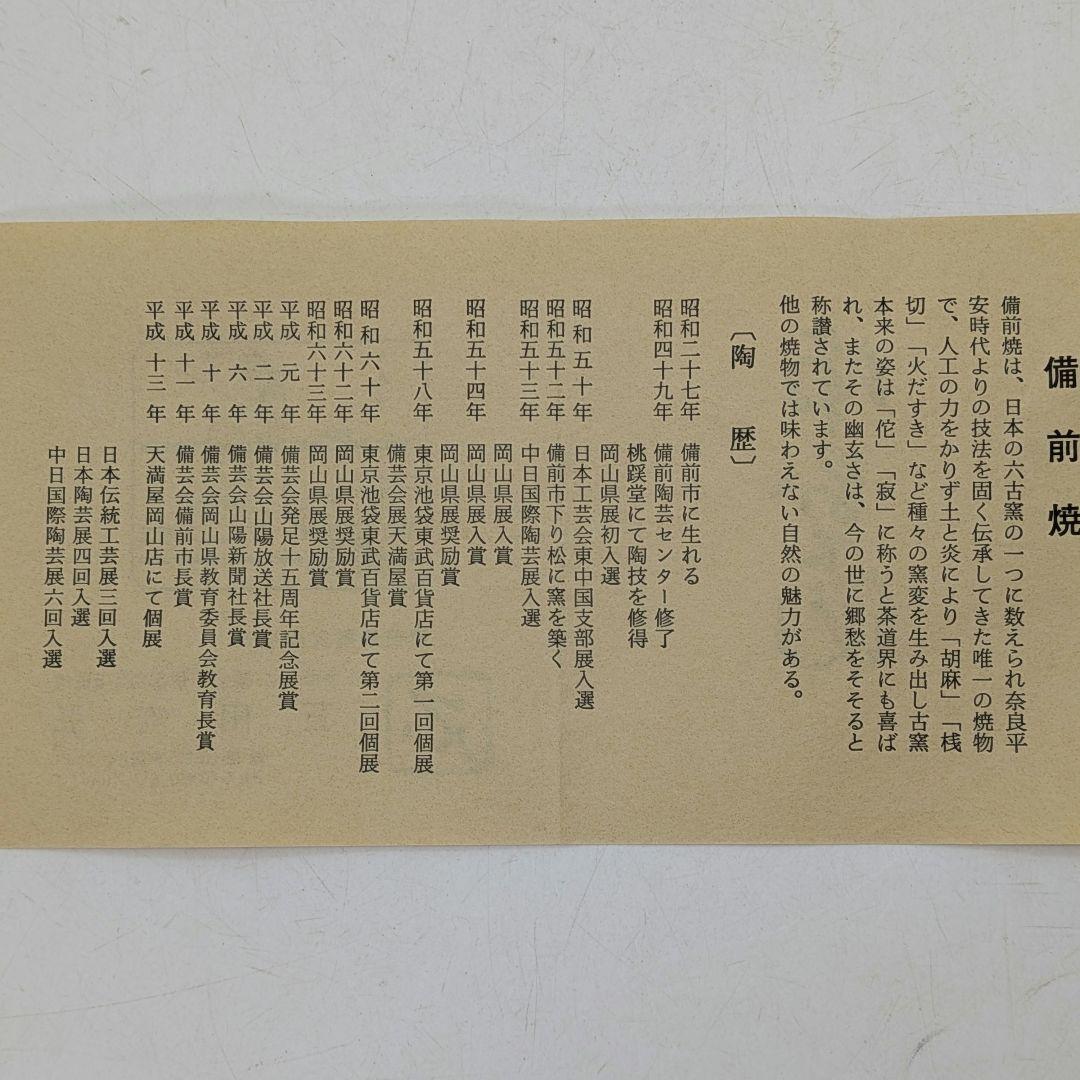 備前焼
備前焼は、日本の六古窯の一つに数えられ奈良平
安時代よりの技法を固く伝承してきた唯一の焼物
で、人工の力をかりず土と炎により「胡麻」「桟
切」「火だすき」など種々の窯変を生み出し古窯
本来の姿は「佗」「寂」に称うと茶道界にも喜ば
れ、またその幽玄さは、今の世に郷愁をそそると
称讃されています。
他の焼物では味わえない自然の魅力がある。
〔陶歴〕
昭和二十七年 備前市に生れる
昭和四十九年 備前陶芸センター修了
桃蹊堂にて陶技を修得
岡山県展初入選
昭和五十年 日本工芸会東中国支部展入選
昭和五十二年 備前市下り松に窯を築く
昭和五十三年 中日国際陶芸展入選
岡山県展入賞
昭和五十四年 岡山県展入賞
岡山県展奨励賞
昭和五十八年 東京池袋東武百貨店にて第一回個展
備芸会展天満屋賞
昭和六十年 東京池袋東武百貨店にて第二回個展
昭和六十二年 岡山県展奨励賞
昭和六十三年 岡山県展奨励賞
平成元年 備芸会発足十五周年記念展賞
平成二年 備芸会山陽放送社長賞
平成六年 備芸会山陽新聞社長賞
平成十年 備芸会岡山県教育委員会教育長賞
平成十一年 備芸会備前市長賞
平成十三年 天満屋岡山店にて個展
日本伝統工芸展三回入選
日本陶芸展四回入選
中日国際陶芸展六回入選